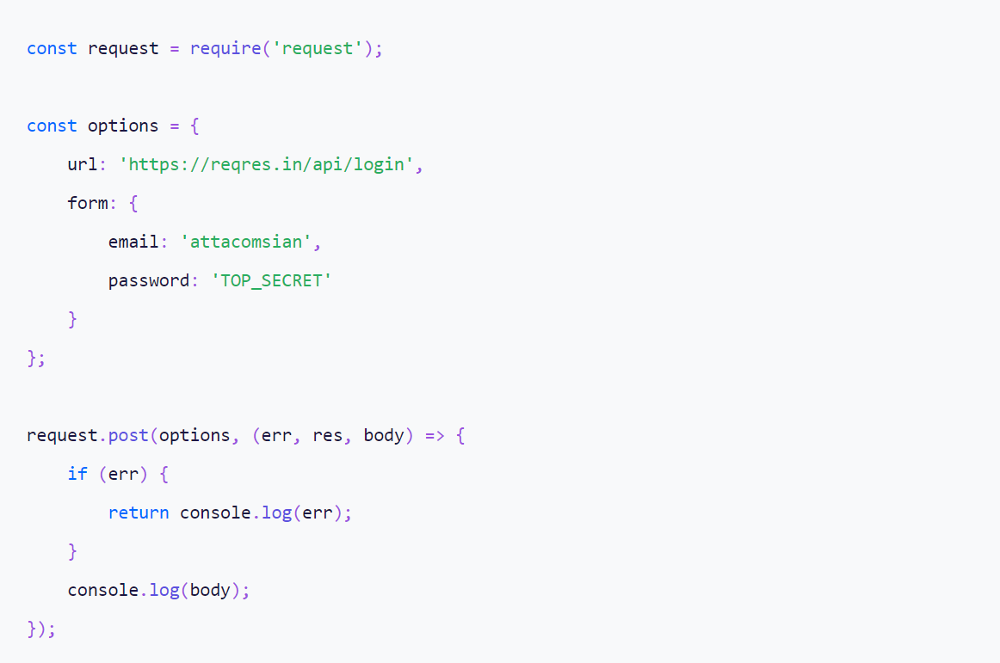 const request = require('request');
const options = {
    url: 'https://reqres.in/api/login',
    form: {
        email: 'attacomsian',
        password: 'TOP_SECRET'
    }
};
request.post(options, (err, res, body) => {
    if (err) {
        return console.log(err);
    }
    console.log(body);
});